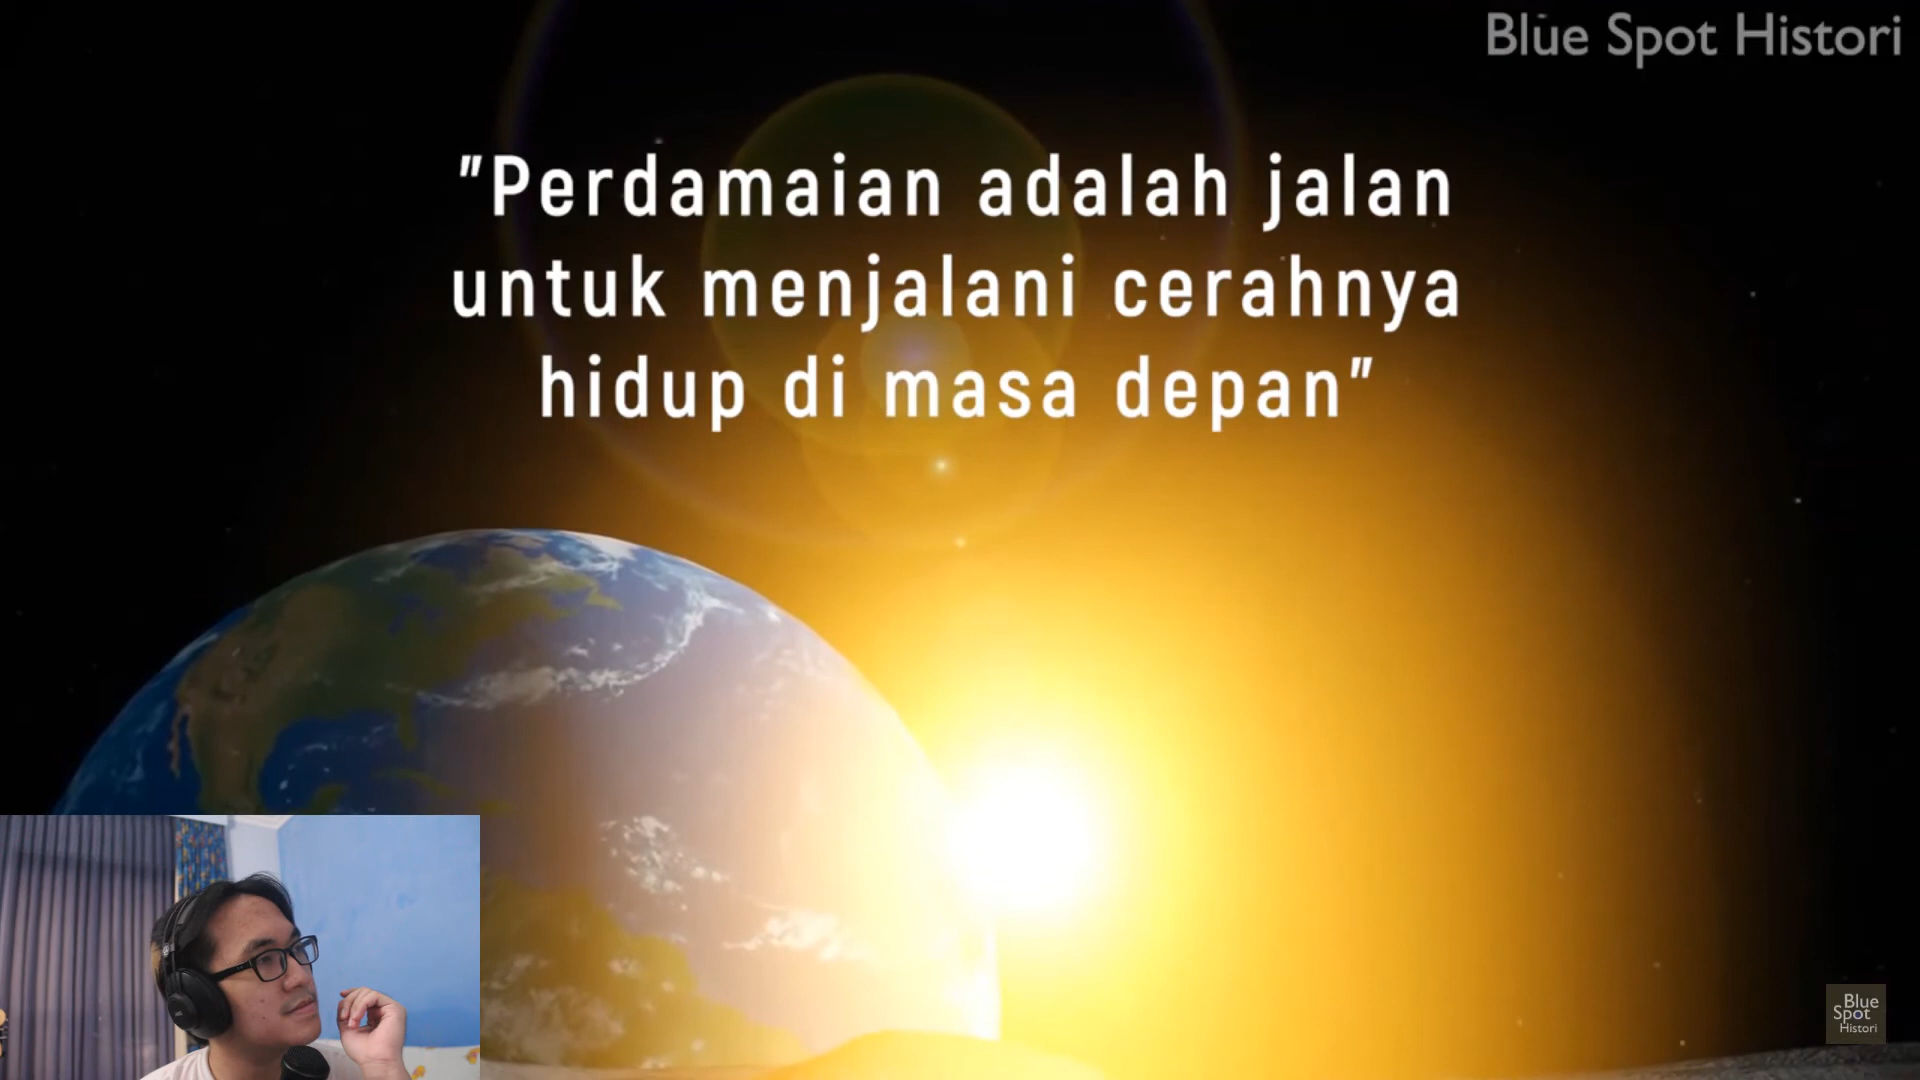 Blue Spot Histori
"Perdamaian adalah jalan
untuk menjalani cerahnya
hidup di masa depan"
Blue
Spot
Histori